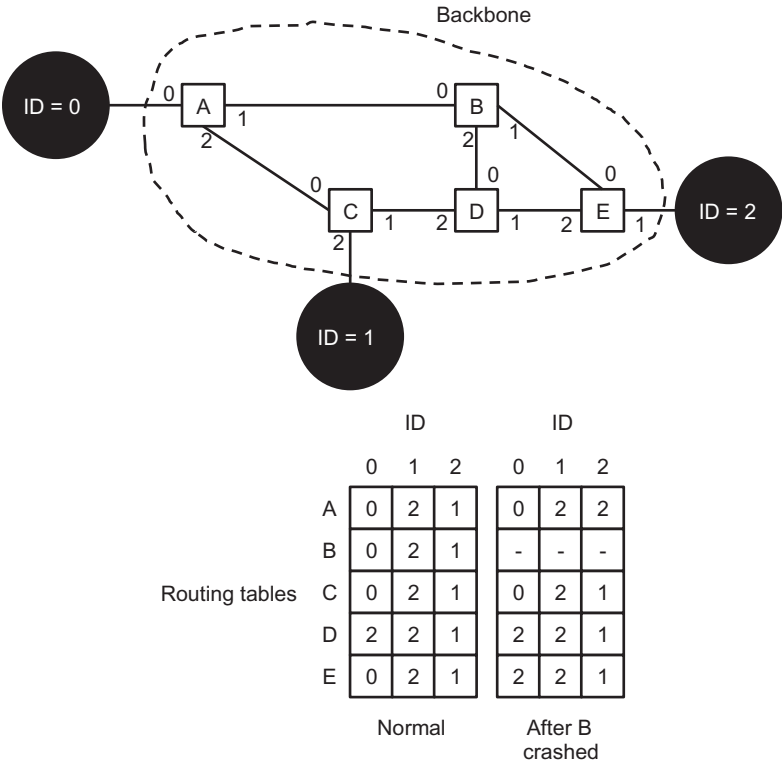 Backbone
ID = 0
0 A 1
2
0 B 1
2
0 C 1
2
0
2 D 1
0
2 E 1
ID = 2
ID = 1
ID ID
0 1 2 0 1 2
A 0 2 1 0 2 2
B 0 2 1 - - -
Routing tables C 0 2 1 0 2 1
D 2 2 1 2 2 1
E 0 2 1 2 2 1
Normal After B
crashed